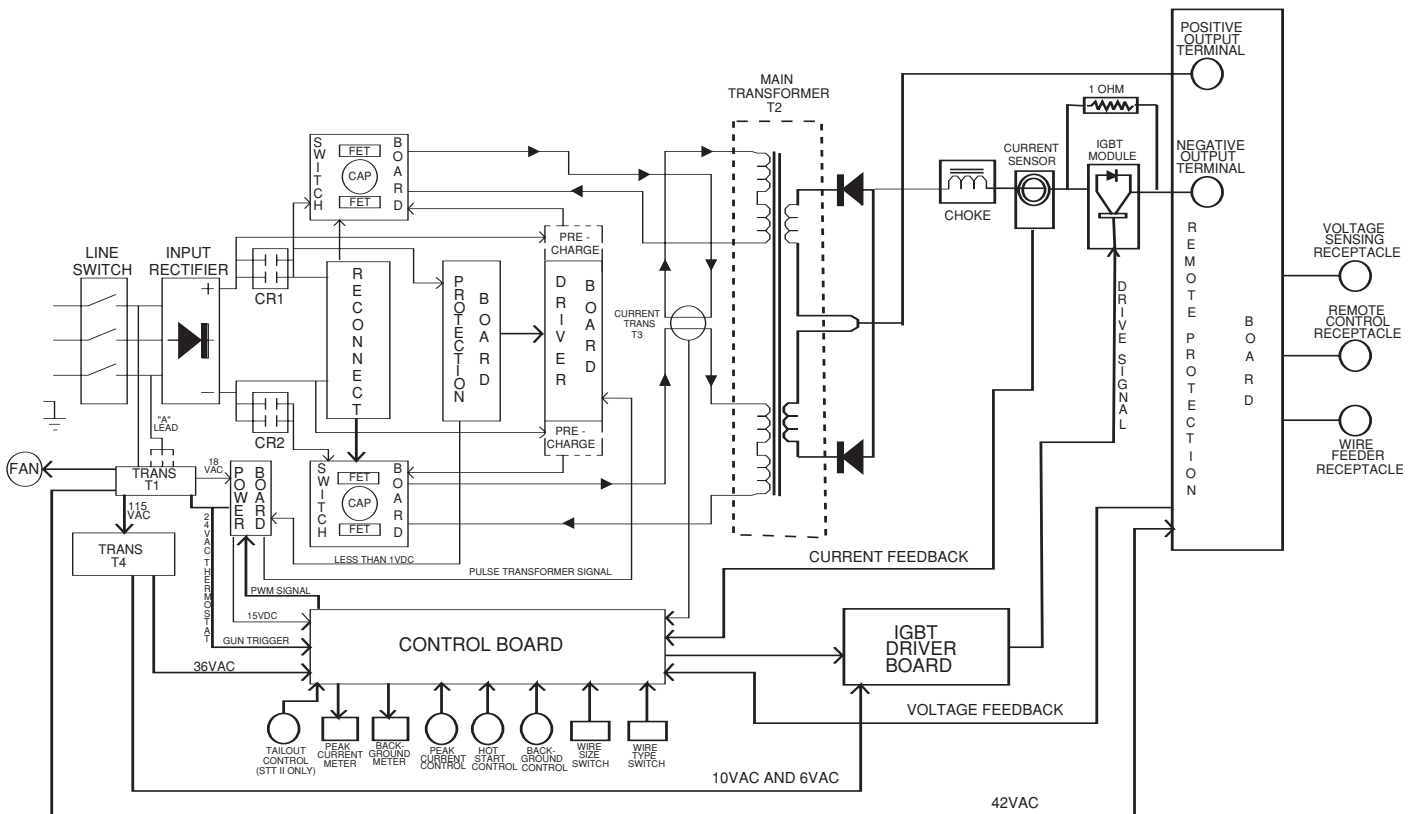 POSITIVE
OUTPUT
TERMINAL
MAIN
TRANSFORMER
T2
1 OHM
CURRENT
SENSOR
IGBT
MODULE
NEGATIVE
OUTPUT
TERMINAL
SWITCH
BOARD
FET
CAP
FET
CHOKE
PRE -
CHARGE
LINE
SWITCH
INPUT
RECTIFIER
+
CR1
RECONNECT
PROTECTION
BOARD
DRIVER
BOARD
CURRENT
TRANS
T3
DRIVE SIGNAL
REMOTE PROTECTION
BOARD
VOLTAGE
SENSING
RECEPTACLE
REMOTE
CONTROL
RECEPTACLE
WIRE
FEEDER
RECEPTACLE
−
"A"
LEAD
CR2
PRE -
CHARGE
FAN
TRANS
T1
18
VAC
POWER
BOARD
SWITCH
BOARD
FET
CAP
FET
115
VAC
24VAC THERMOSTAT
TRANS
T4
LESS THAN 1VDC
PULSE TRANSFORMER SIGNAL
CURRENT FEEDBACK
PWM SIGNAL
15VDC
GUN TRIGGER
36VAC
CONTROL BOARD
IGBT
DRIVER
BOARD
VOLTAGE FEEDBACK
TAILOUT
CONTROL
(STT II ONLY)
PEAK
CURRENT
METER
BACK-
GROUND
METER
PEAK
CURRENT
CONTROL
HOT
START
CONTROL
BACK-
GROUND
CONTROL
WIRE
SIZE
SWITCH
WIRE
TYPE
SWITCH
10VAC AND 6VAC
42VAC